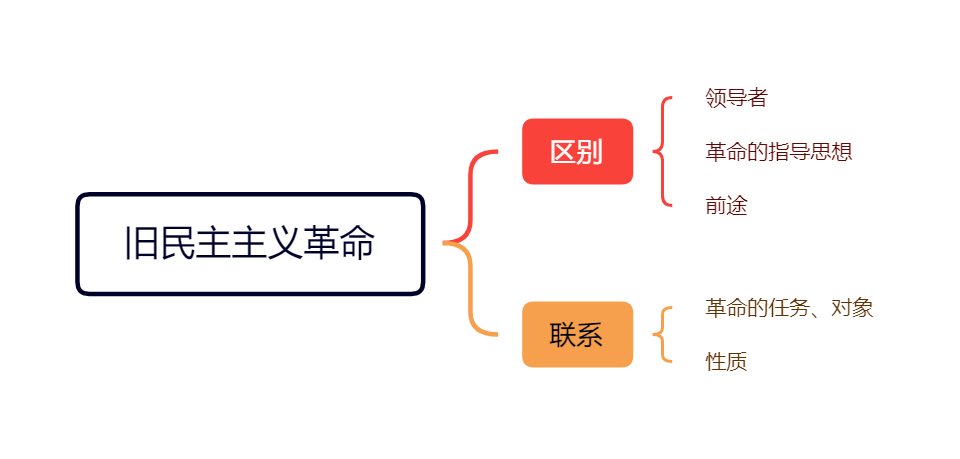 旧民主主义革命
区别
领导者
革命的指导思想
前途
联系
革命的任务、对象
性质